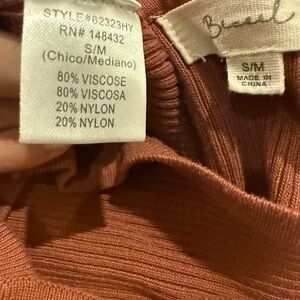 STYLE#62323HY
RN# 148432
S/M
(Chico/Mediano)
80% VISCOSE
80% VISCOSA
20% NYLON
20% NYLON
S/M
MADE IN
CHINA